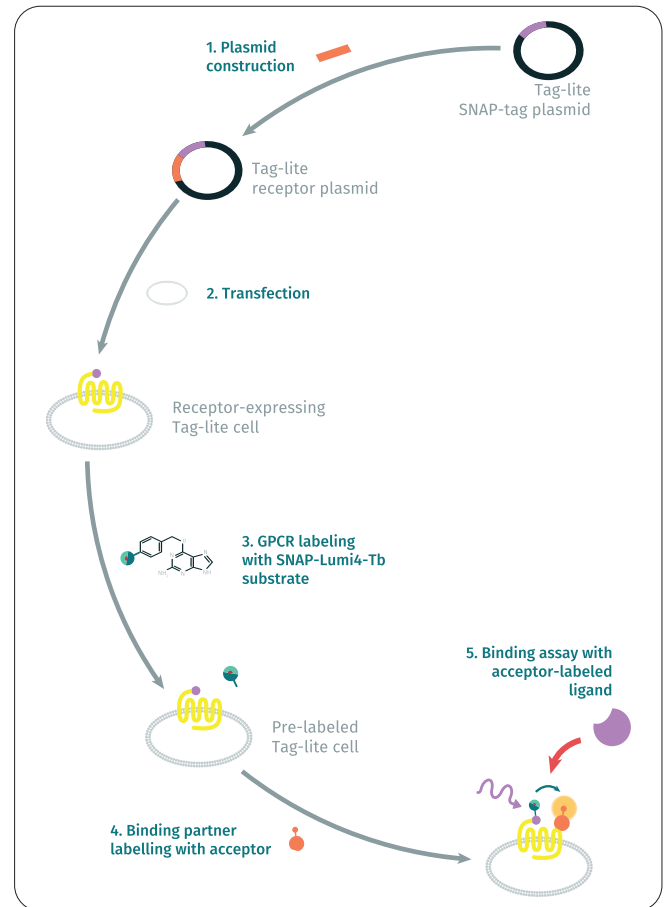 1. Plasmid
construction
Tag-lite
SNAP-tag plasmid
Tag-lite
receptor plasmid
2. Transfection
Receptor-expressing
Tag-lite cell
3. GPCR labeling
with SNAP-Lumi4-Tb
substrate
O
N
N
N
NH
NH₂
5. Binding assay with
acceptor-labeled
ligand
Pre-labeled
Tag-lite cell
4. Binding partner
labelling with acceptor